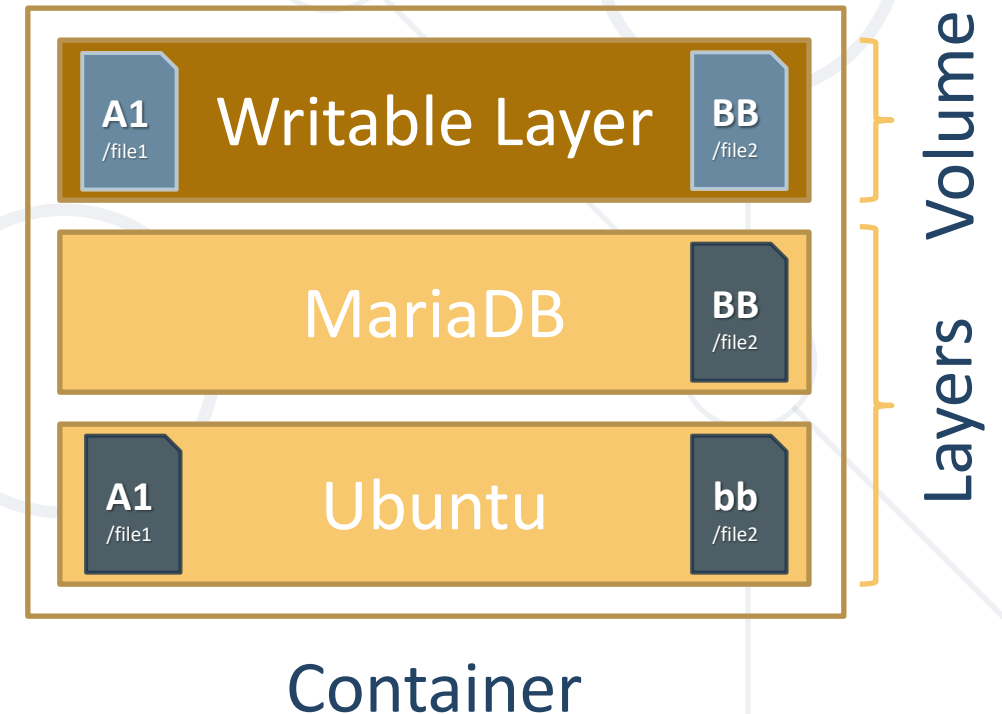 A1
/file1
Writable Layer
BB
/file2
Volume
MariaDB
BB
/file2
Layers
A1
/file1
Ubuntu
bb
/file2
Container